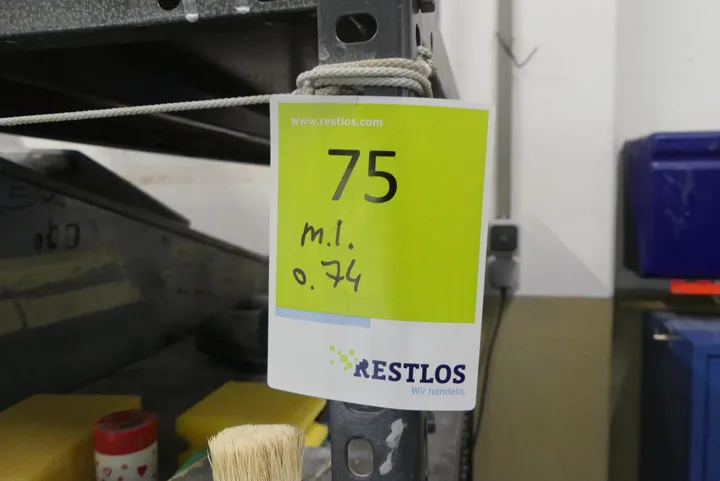 www.restlos.com
75
m.l.
o. 74
RESTLOS
Wir handeln.